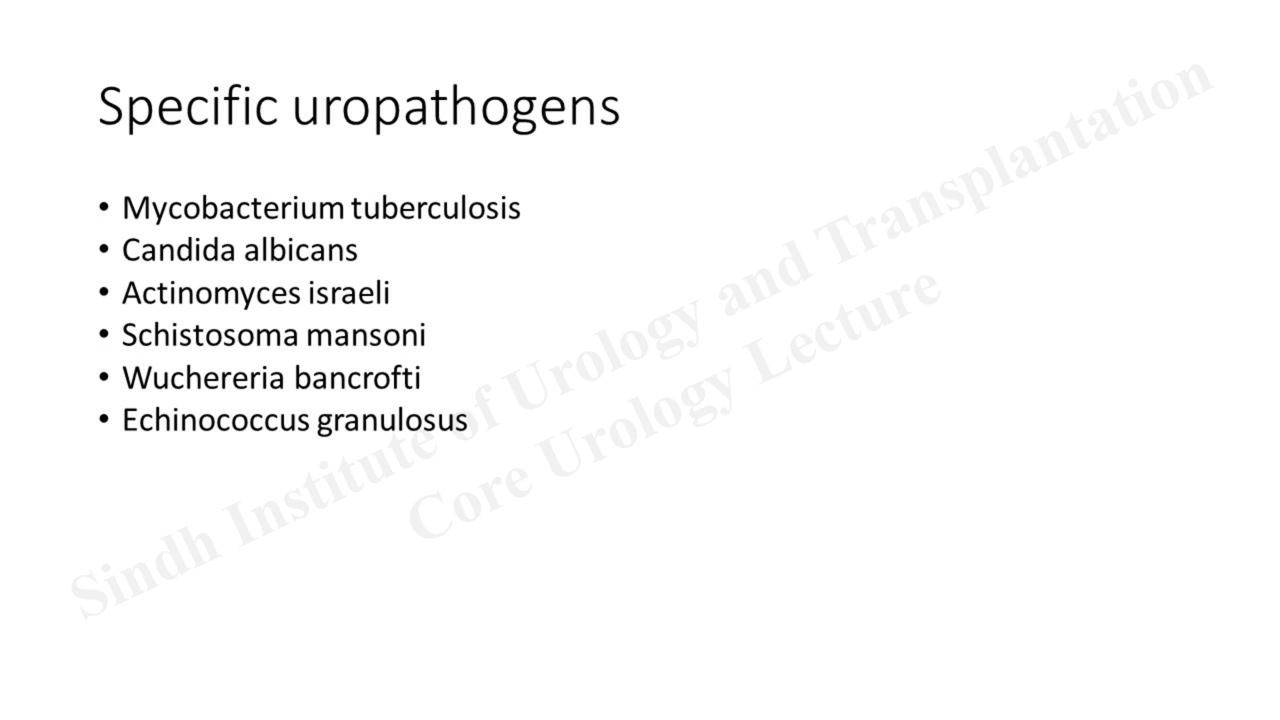 Specific uropathogens
• Mycobacterium tuberculosis
• Candida albicans
• Actinomyces israeli
• Schistosoma mansoni
• Wuchereria bancrofti
• Echinococcus granulosus
Sindh Institute of Urology and Transplantation
Core Urology Lecture